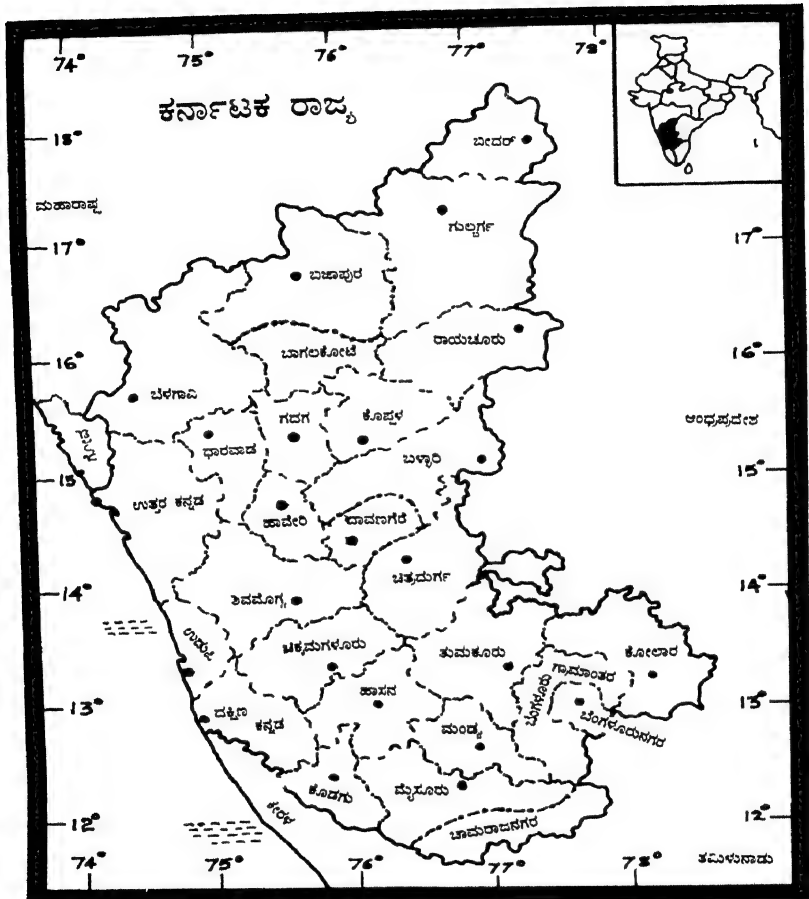 74° 75° 76° 77° 78°
ಕರ್ನಾಟಕ ರಾಜ್ಯ
18°
ಬೀದರ್
ಮಹಾರಾಷ್ಟ್ರ
ಗುಲ್ಬರ್ಗ
17° 17°
ಬಿಜಾಪುರ
ರಾಯಚೂರು
16° 16°
ಬಾಗಲಕೋಟೆ
ಬೆಳಗಾವಿ
ಗದಗ
ಕೊಪ್ಪಳ
ಆಂಧ್ರಪ್ರದೇಶ
ಧಾರವಾಡ
ಬಳ್ಳಾರಿ
15° 15°
ಉತ್ತರ ಕನ್ನಡ
ಹಾವೇರಿ
ದಾವಣಗೆರೆ
ಚಿತ್ರದುರ್ಗ
14° 14°
ಶಿವಮೊಗ್ಗ
ಉಡುಪಿ
ಚಿಕ್ಕಮಗಳೂರು
ತುಮಕೂರು
ಕೋಲಾರ
ಬೆಂಗಳೂರು ಗ್ರಾಮಾಂತರ
ಹಾಸನ
13° 13°
ದಕ್ಷಿಣ ಕನ್ನಡ
ಮಂಡ್ಯ
ಬೆಂಗಳೂರುನಗರ
ಕೊಡಗು
ಮೈಸೂರು
ಕೇರಳ
12° 12°
ಚಾಮರಾಜನಗರ
ತಮಿಳುನಾಡು
74° 75° 76° 77° 78°